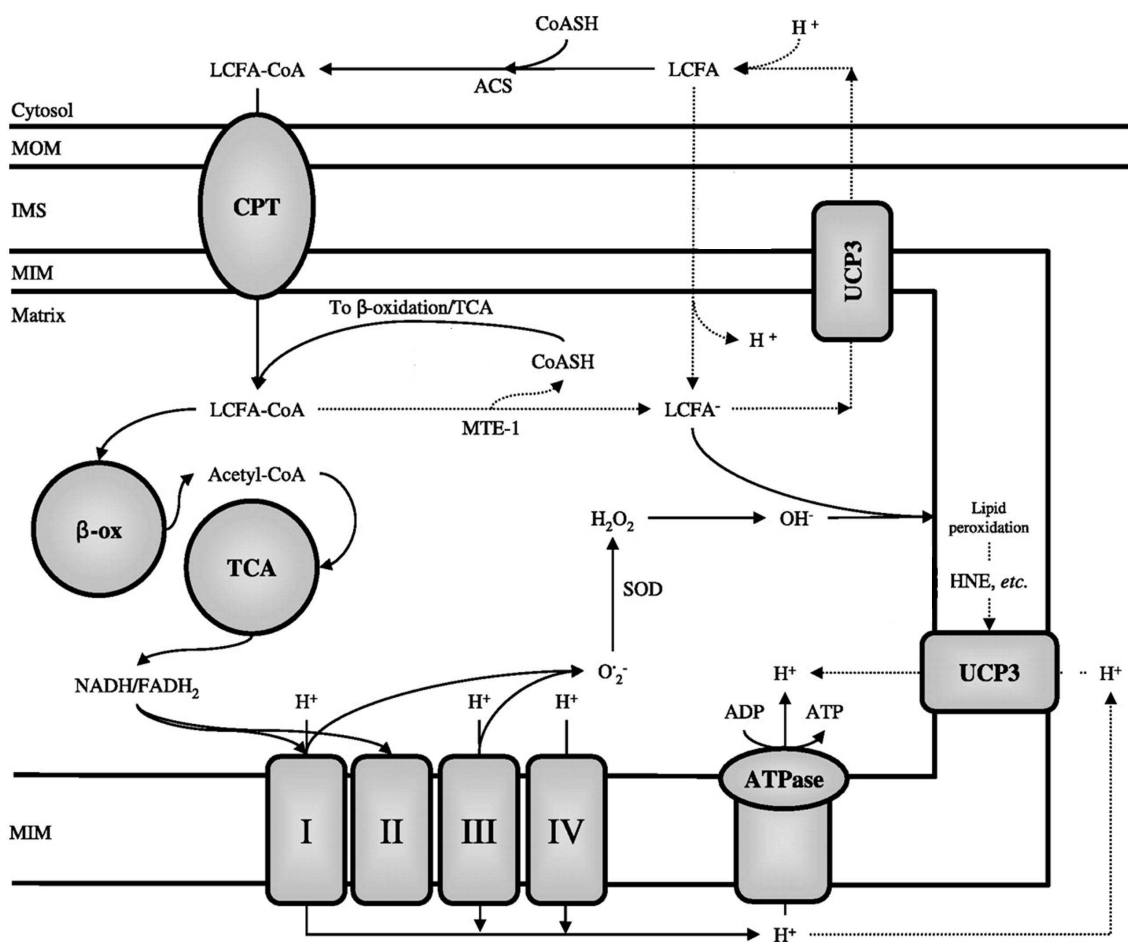 CoASH
H⁺
LCFA-CoA
ACS
LCFA
Cytosol
MOM
IMS
CPT
UCP3
MIM
Matrix
To β-oxidation/TCA
H⁺
CoASH
LCFA-CoA
MTE-1
LCFA⁻
Acetyl-CoA
β-ox
TCA
H₂O₂
OH⁻
Lipid
peroxidation
SOD
HNE, etc.
NADH/FADH₂
O₂˙⁻
H⁺
H⁺
H⁺
H⁺
UCP3
H⁺
ADP
ATP
ATPase
MIM
I
II
III
IV
H⁺